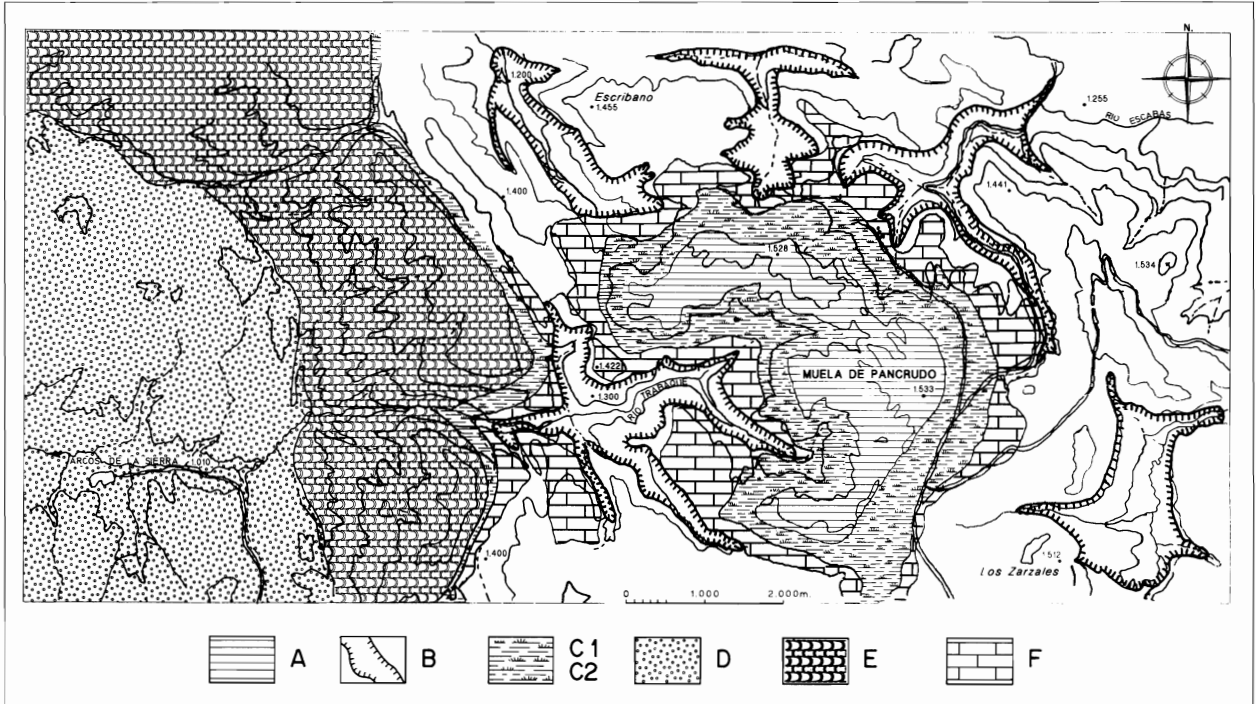 N.
1.200
Escribano
1.455
1.255
RIU ESCABAS
1.400
1.441
1.528
1.534
MUELA DE PANCRUDO
1.422
1.533
1.300
RIO TRABAQUE
ARCOS DE LA SIERRA 1.010
1.400
1.512
Los Zarzales
0 1.000 2.000m.
A
B
C1
C2
D
E
F